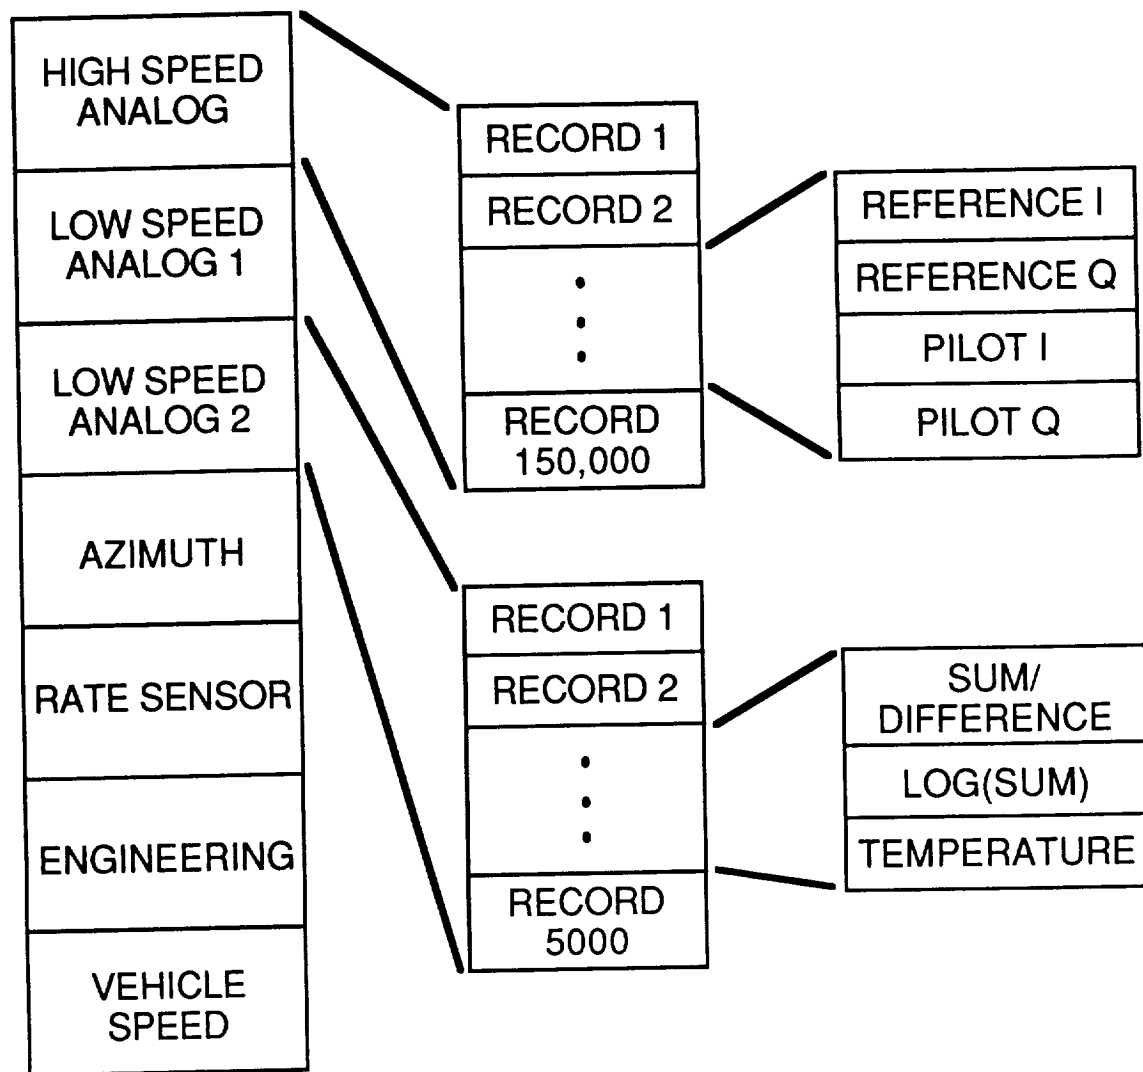 HIGH SPEED
ANALOG
LOW SPEED
ANALOG 1
LOW SPEED
ANALOG 2
AZIMUTH
RATE SENSOR
ENGINEERING
VEHICLE
SPEED
RECORD 1
RECORD 2
RECORD
150,000
REFERENCE I
REFERENCE Q
PILOT I
PILOT Q
RECORD 1
RECORD 2
RECORD
5000
SUM/
DIFFERENCE
LOG(SUM)
TEMPERATURE